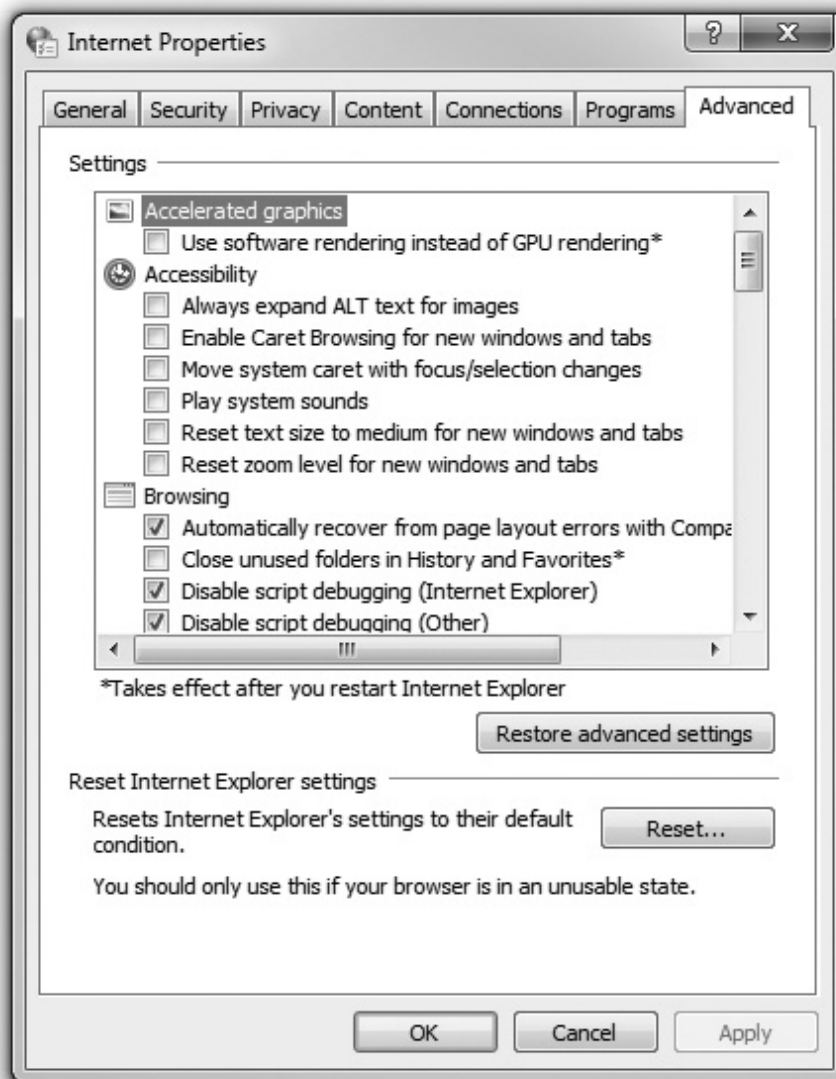 Internet Properties
General Security Privacy Content Connections Programs Advanced
Settings
Accelerated graphics
Use software rendering instead of GPU rendering*
Accessibility
Always expand ALT text for images
Enable Caret Browsing for new windows and tabs
Move system caret with focus/selection changes
Play system sounds
Reset text size to medium for new windows and tabs
Reset zoom level for new windows and tabs
Browsing
Automatically recover from page layout errors with Compa
Close unused folders in History and Favorites*
Disable script debugging (Internet Explorer)
Disable script debugging (Other)
*Takes effect after you restart Internet Explorer
Restore advanced settings
Reset Internet Explorer settings
Resets Internet Explorer's settings to their default
condition.
Reset...
You should only use this if your browser is in an unusable state.
OK Cancel Apply